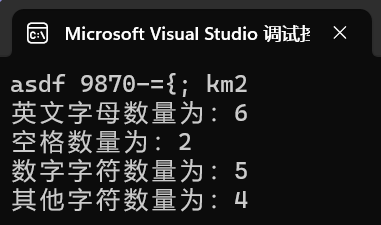 Microsoft Visual Studio 调试
asdf 9870-={; km2
英文字母数量为：6
空格数量为：2
数字字符数量为：5
其他字符数量为：4